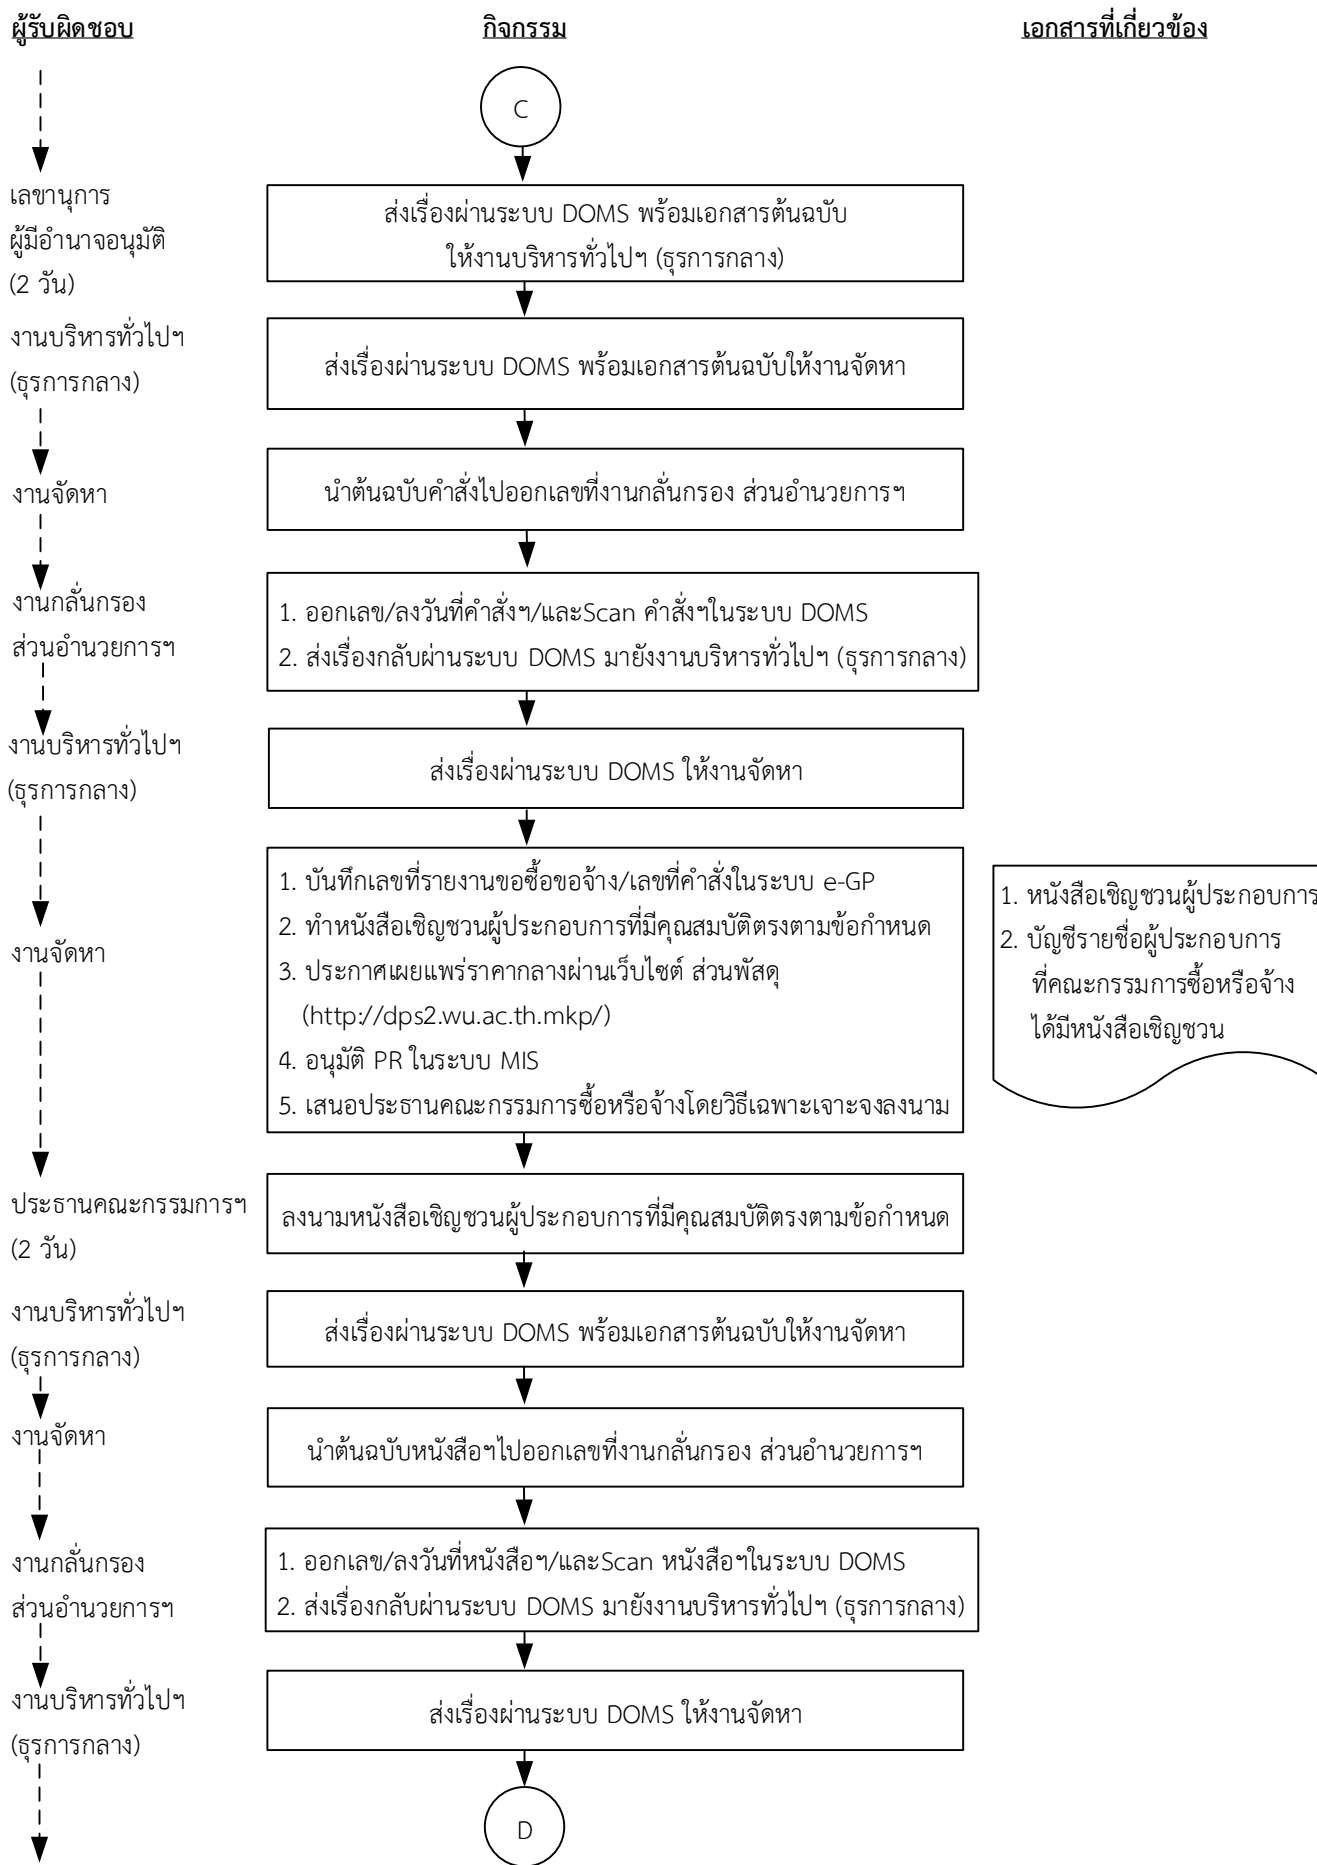 ผู้รับผิดชอบ
กิจกรรม
เอกสารที่เกี่ยวข้อง
C
เลขานุการ
ผู้มีอำนาจอนุมัติ
(2 วัน)
ส่งเรื่องผ่านระบบ DOMS พร้อมเอกสารต้นฉบับ
ให้งานบริหารทั่วไปฯ (ธุรการกลาง)
งานบริหารทั่วไปฯ
(ธุรการกลาง)
ส่งเรื่องผ่านระบบ DOMS พร้อมเอกสารต้นฉบับให้งานจัดหา
งานจัดหา
นำต้นฉบับคำสั่งไปออกเลขที่งานกลั่นกรอง ส่วนอำนวยการฯ
งานกลั่นกรอง
ส่วนอำนวยการฯ
1. ออกเลข/ลงวันที่คำสั่งฯ/และScan คำสั่งฯในระบบ DOMS
2. ส่งเรื่องกลับผ่านระบบ DOMS มายังงานบริหารทั่วไปฯ (ธุรการกลาง)
งานบริหารทั่วไปฯ
(ธุรการกลาง)
ส่งเรื่องผ่านระบบ DOMS ให้งานจัดหา
งานจัดหา
1. บันทึกเลขที่รายงานขอซื้อขอจ้าง/เลขที่คำสั่งในระบบ e-GP
2. ทำหนังสือเชิญชวนผู้ประกอบการที่มีคุณสมบัติตรงตามข้อกำหนด
3. ประกาศเผยแพร่ราคากลางผ่านเว็บไซต์ ส่วนพัสดุ
(http://dps2.wu.ac.th.mkp/)
4. อนุมัติ PR ในระบบ MIS
5. เสนอประธานคณะกรรมการซื้อหรือจ้างโดยวิธีเฉพาะเจาะจงลงนาม
1. หนังสือเชิญชวนผู้ประกอบการ
2. บัญชีรายชื่อผู้ประกอบการ
ที่คณะกรรมการซื้อหรือจ้าง
ได้มีหนังสือเชิญชวน
ประธานคณะกรรมการฯ
(2 วัน)
ลงนามหนังสือเชิญชวนผู้ประกอบการที่มีคุณสมบัติตรงตามข้อกำหนด
งานบริหารทั่วไปฯ
(ธุรการกลาง)
ส่งเรื่องผ่านระบบ DOMS พร้อมเอกสารต้นฉบับให้งานจัดหา
งานจัดหา
นำต้นฉบับหนังสือฯไปออกเลขที่งานกลั่นกรอง ส่วนอำนวยการฯ
งานกลั่นกรอง
ส่วนอำนวยการฯ
1. ออกเลข/ลงวันที่หนังสือฯ/และScan หนังสือฯในระบบ DOMS
2. ส่งเรื่องกลับผ่านระบบ DOMS มายังงานบริหารทั่วไปฯ (ธุรการกลาง)
งานบริหารทั่วไปฯ
(ธุรการกลาง)
ส่งเรื่องผ่านระบบ DOMS ให้งานจัดหา
D